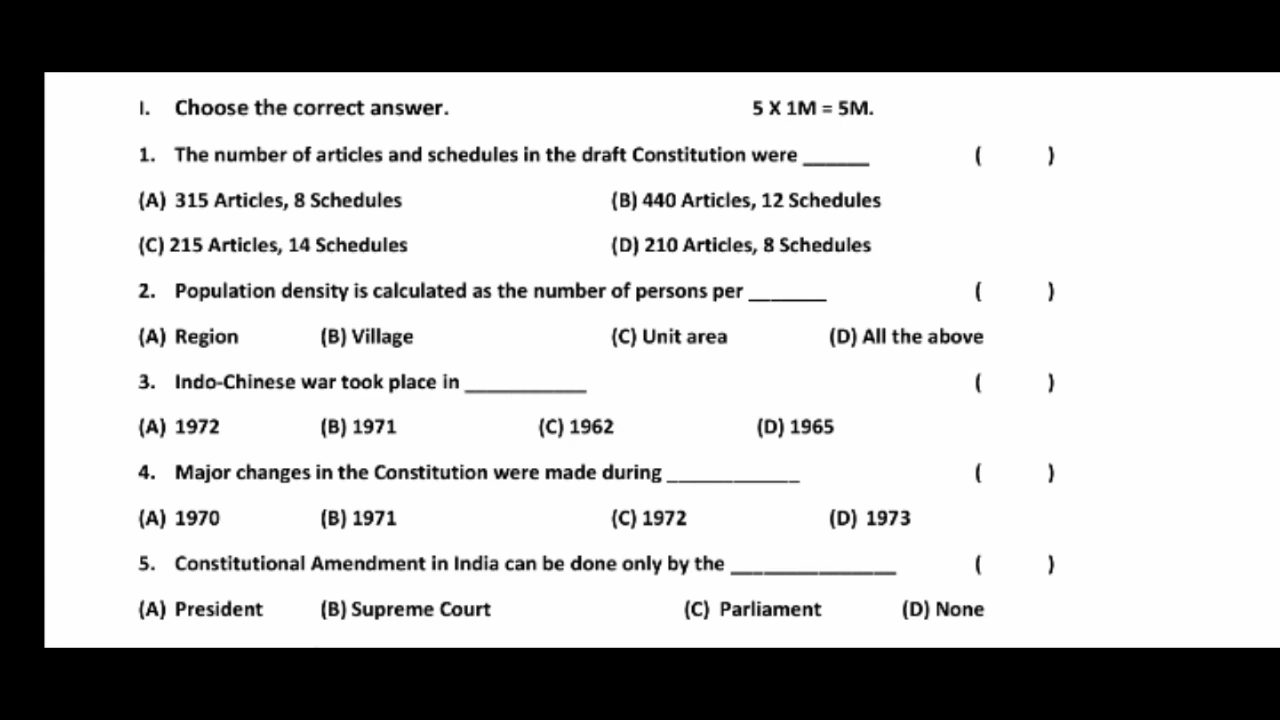 I. Choose the correct answer. 5 X 1M = 5M.
1. The number of articles and schedules in the draft Constitution were ______ ( )
(A) 315 Articles, 8 Schedules (B) 440 Articles, 12 Schedules
(C) 215 Articles, 14 Schedules (D) 210 Articles, 8 Schedules
2. Population density is calculated as the number of persons per _______ ( )
(A) Region (B) Village (C) Unit area (D) All the above
3. Indo-Chinese war took place in ___________ ( )
(A) 1972 (B) 1971 (C) 1962 (D) 1965
4. Major changes in the Constitution were made during ____________ ( )
(A) 1970 (B) 1971 (C) 1972 (D) 1973
5. Constitutional Amendment in India can be done only by the _______________ ( )
(A) President (B) Supreme Court (C) Parliament (D) None